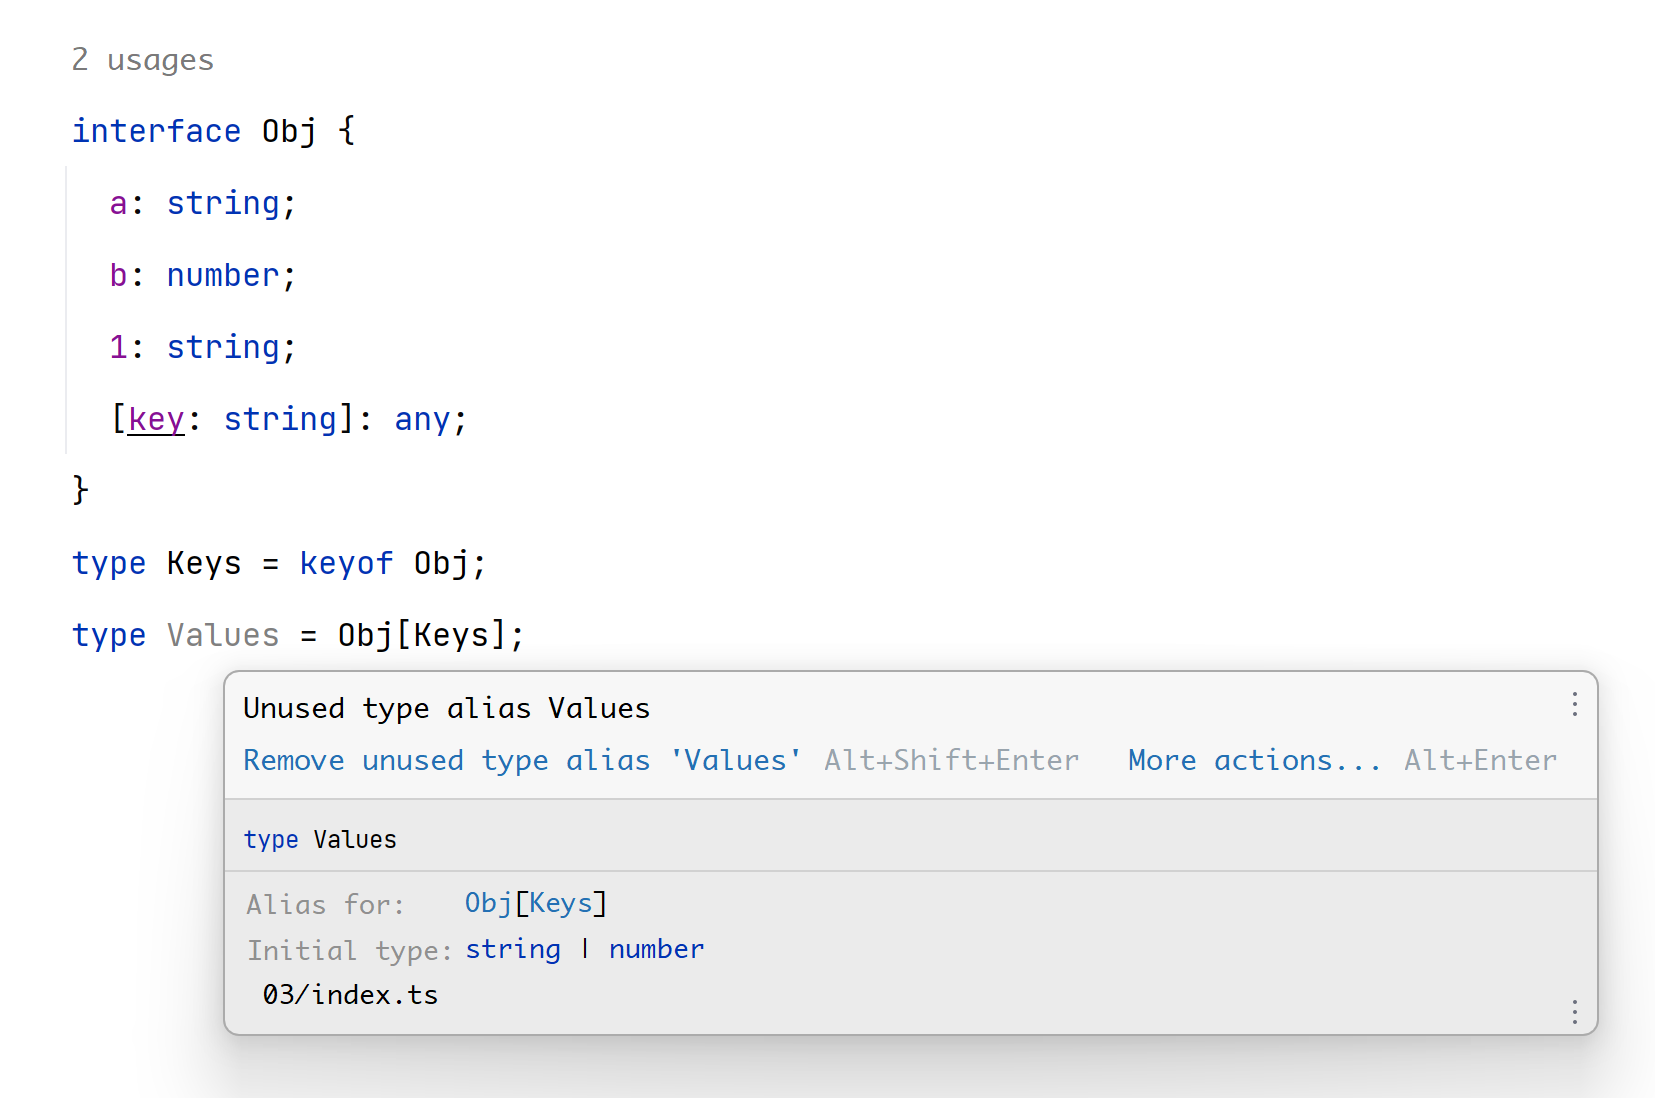 2 usages
interface Obj {
a: string;
b: number;
1: string;
[key: string]: any;
}
type Keys = keyof Obj;
type Values = Obj[Keys];
Unused type alias Values
Remove unused type alias 'Values' Alt+Shift+Enter More actions... Alt+Enter
type Values
Alias for: Obj[Keys]
Initial type: string | number
03/index.ts